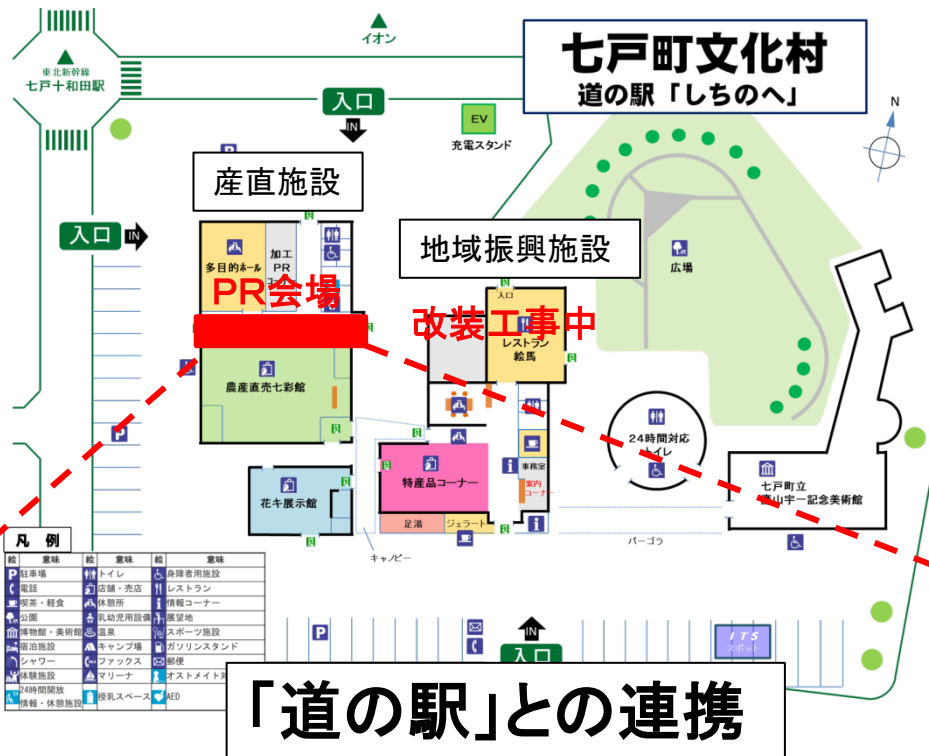 七戸町文化村
道の駅「しちのへ」
イオン
東北新幹線
七戸十和田駅
入口
IN
EV
充電スタンド
N
産直施設
入口
IN
地域振興施設
多目的ホール
加工
PR
広場
PR会場
改装工事中
入口
レストラン
絵馬
農産直売七彩館
24時間対応
トイレ
特産品コーナー
事務室
案内
コーナー
七戸町立
鷹山宇一記念美術館
花キ展示館
足湯
ジェラート
キャノピー
パーゴラ
凡 例
絵 意味 絵 意味 絵 意味
P 駐車場 トイレ 身障者用施設
電話 店舗・売店 レストラン
喫茶・軽食 休憩所 情報コーナー
公園 乳幼児用設備 展望地
博物館・美術館 温泉 スポーツ施設
宿泊施設 キャンプ場 ガソリンスタンド
シャワー ファックス 郵便
体験施設 マリーナ オストメイト対
24時間開放
情報・休憩施設 授乳スペース AED
P
P
IN
入口
ITS
スポット
「道の駅」との連携